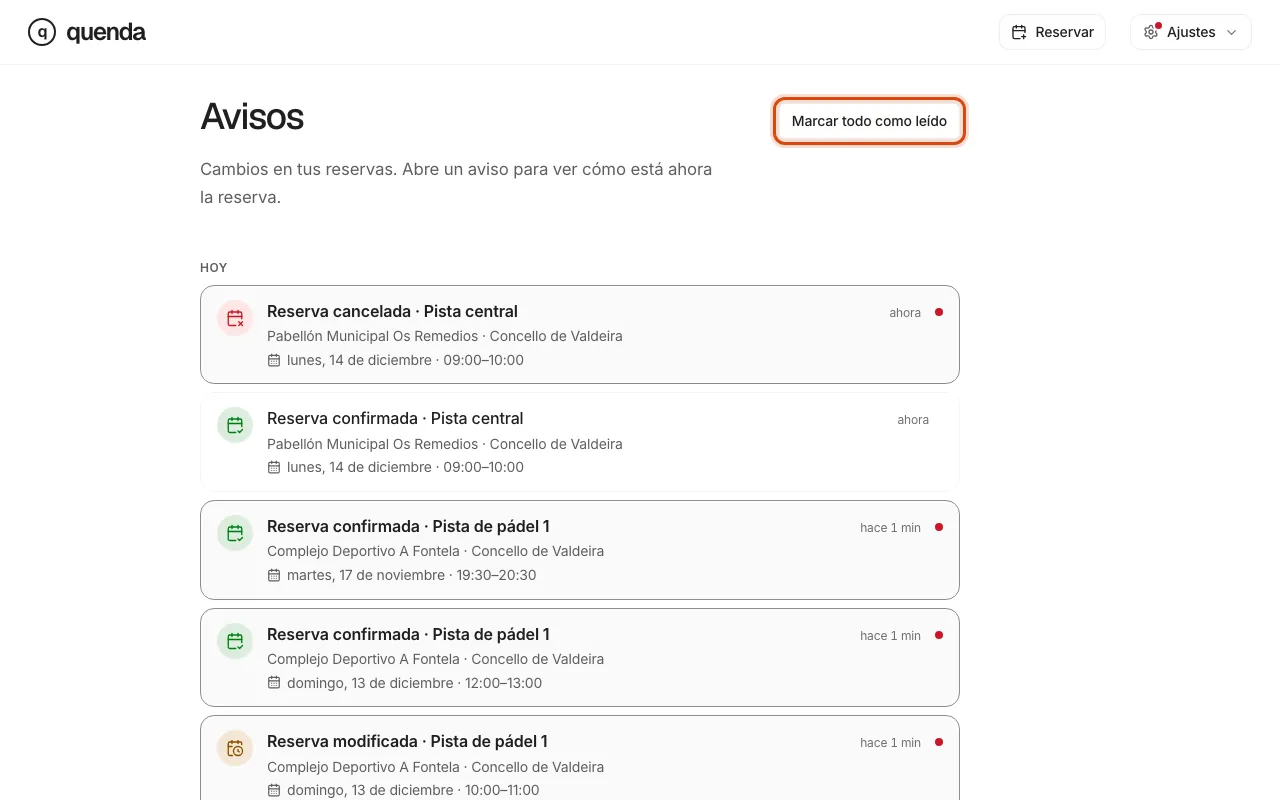 q quenda
Reservar
Ajustes
Avisos
Marcar todo como leído
Cambios en tus reservas. Abre un aviso para ver cómo está ahora
la reserva.
HOY
Reserva cancelada · Pista central
ahora
Pabellón Municipal Os Remedios · Concello de Valdeira
lunes, 14 de diciembre · 09:00–10:00
Reserva confirmada · Pista central
ahora
Pabellón Municipal Os Remedios · Concello de Valdeira
lunes, 14 de diciembre · 09:00–10:00
Reserva confirmada · Pista de pádel 1
hace 1 min
Complejo Deportivo A Fontela · Concello de Valdeira
martes, 17 de noviembre · 19:30–20:30
Reserva confirmada · Pista de pádel 1
hace 1 min
Complejo Deportivo A Fontela · Concello de Valdeira
domingo, 13 de diciembre · 12:00–13:00
Reserva modificada · Pista de pádel 1
hace 1 min
Complejo Deportivo A Fontela · Concello de Valdeira
domingo, 13 de diciembre · 10:00–11:00